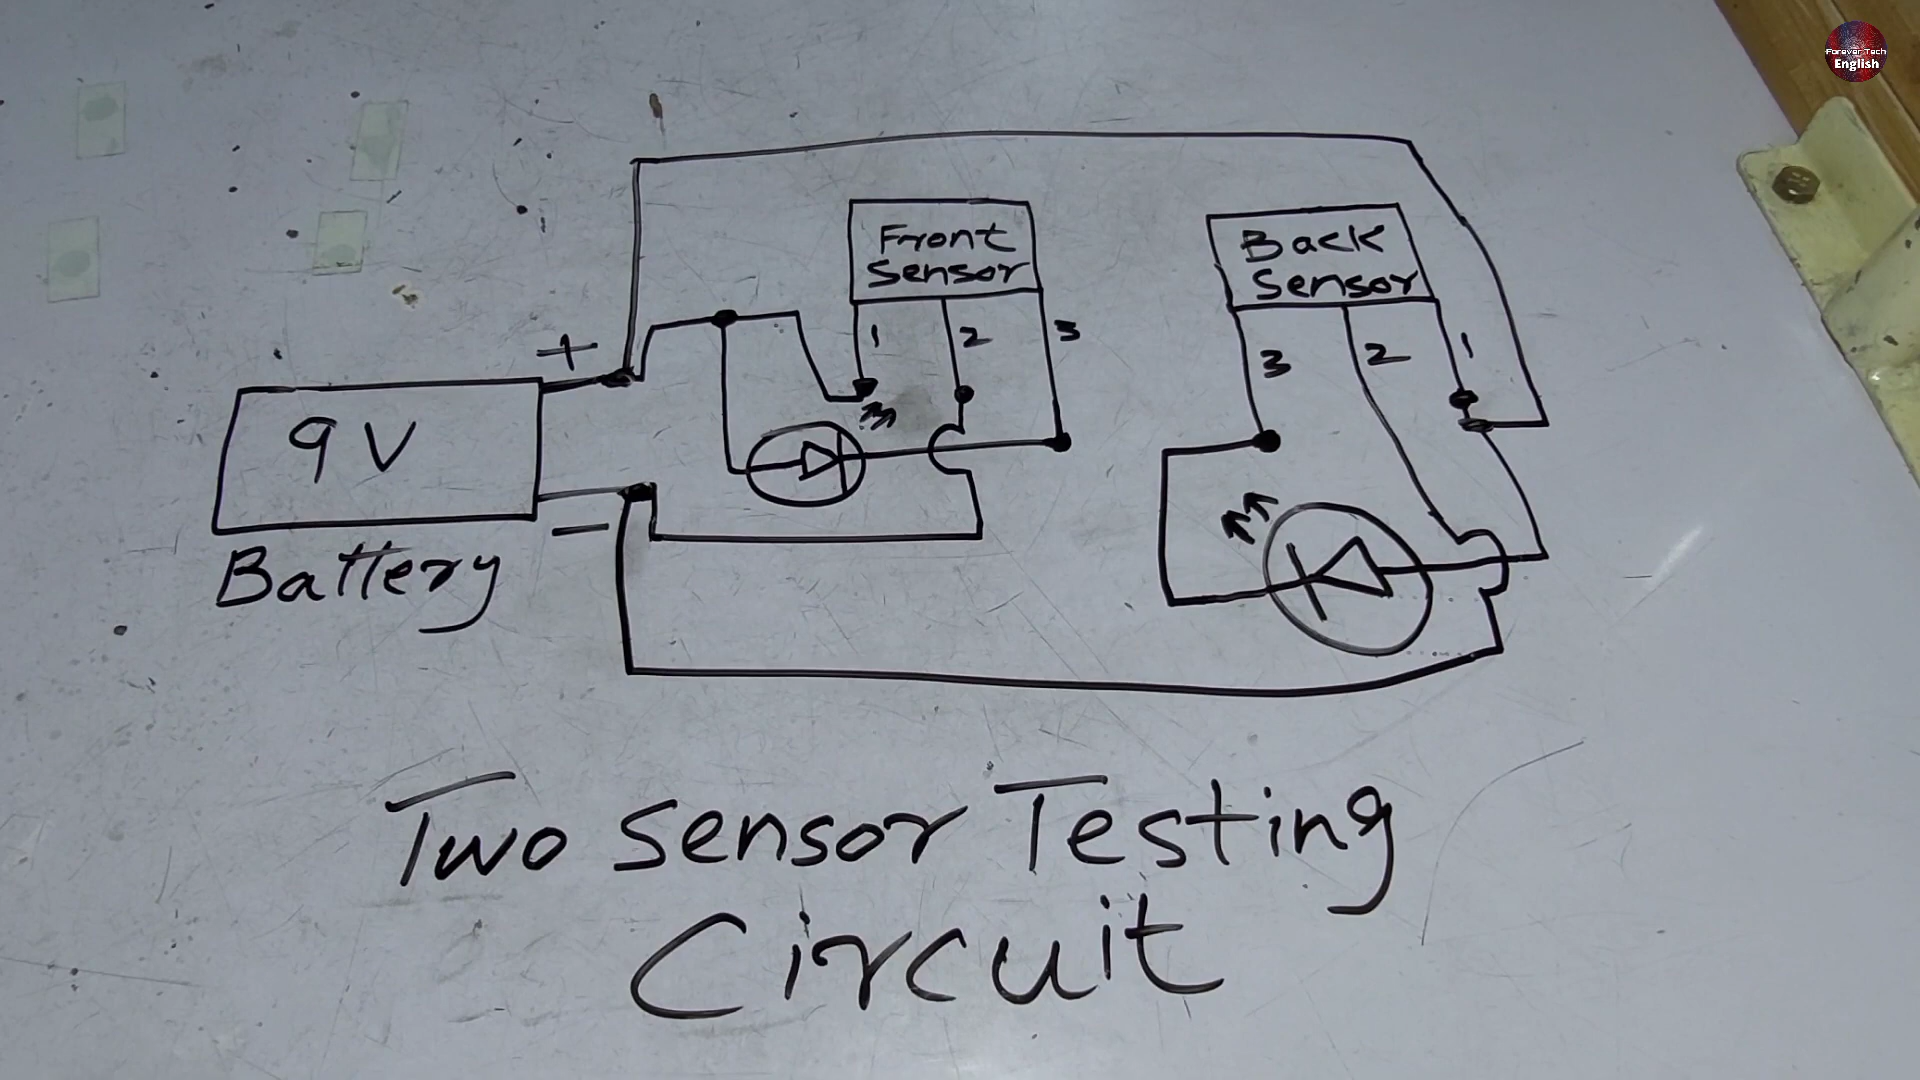 Forever Tech
English
Front
Sensor
Back
Sensor
1
2
3
3
2
1
+
9V
−
Battery
Two Sensor Testing
Circuit